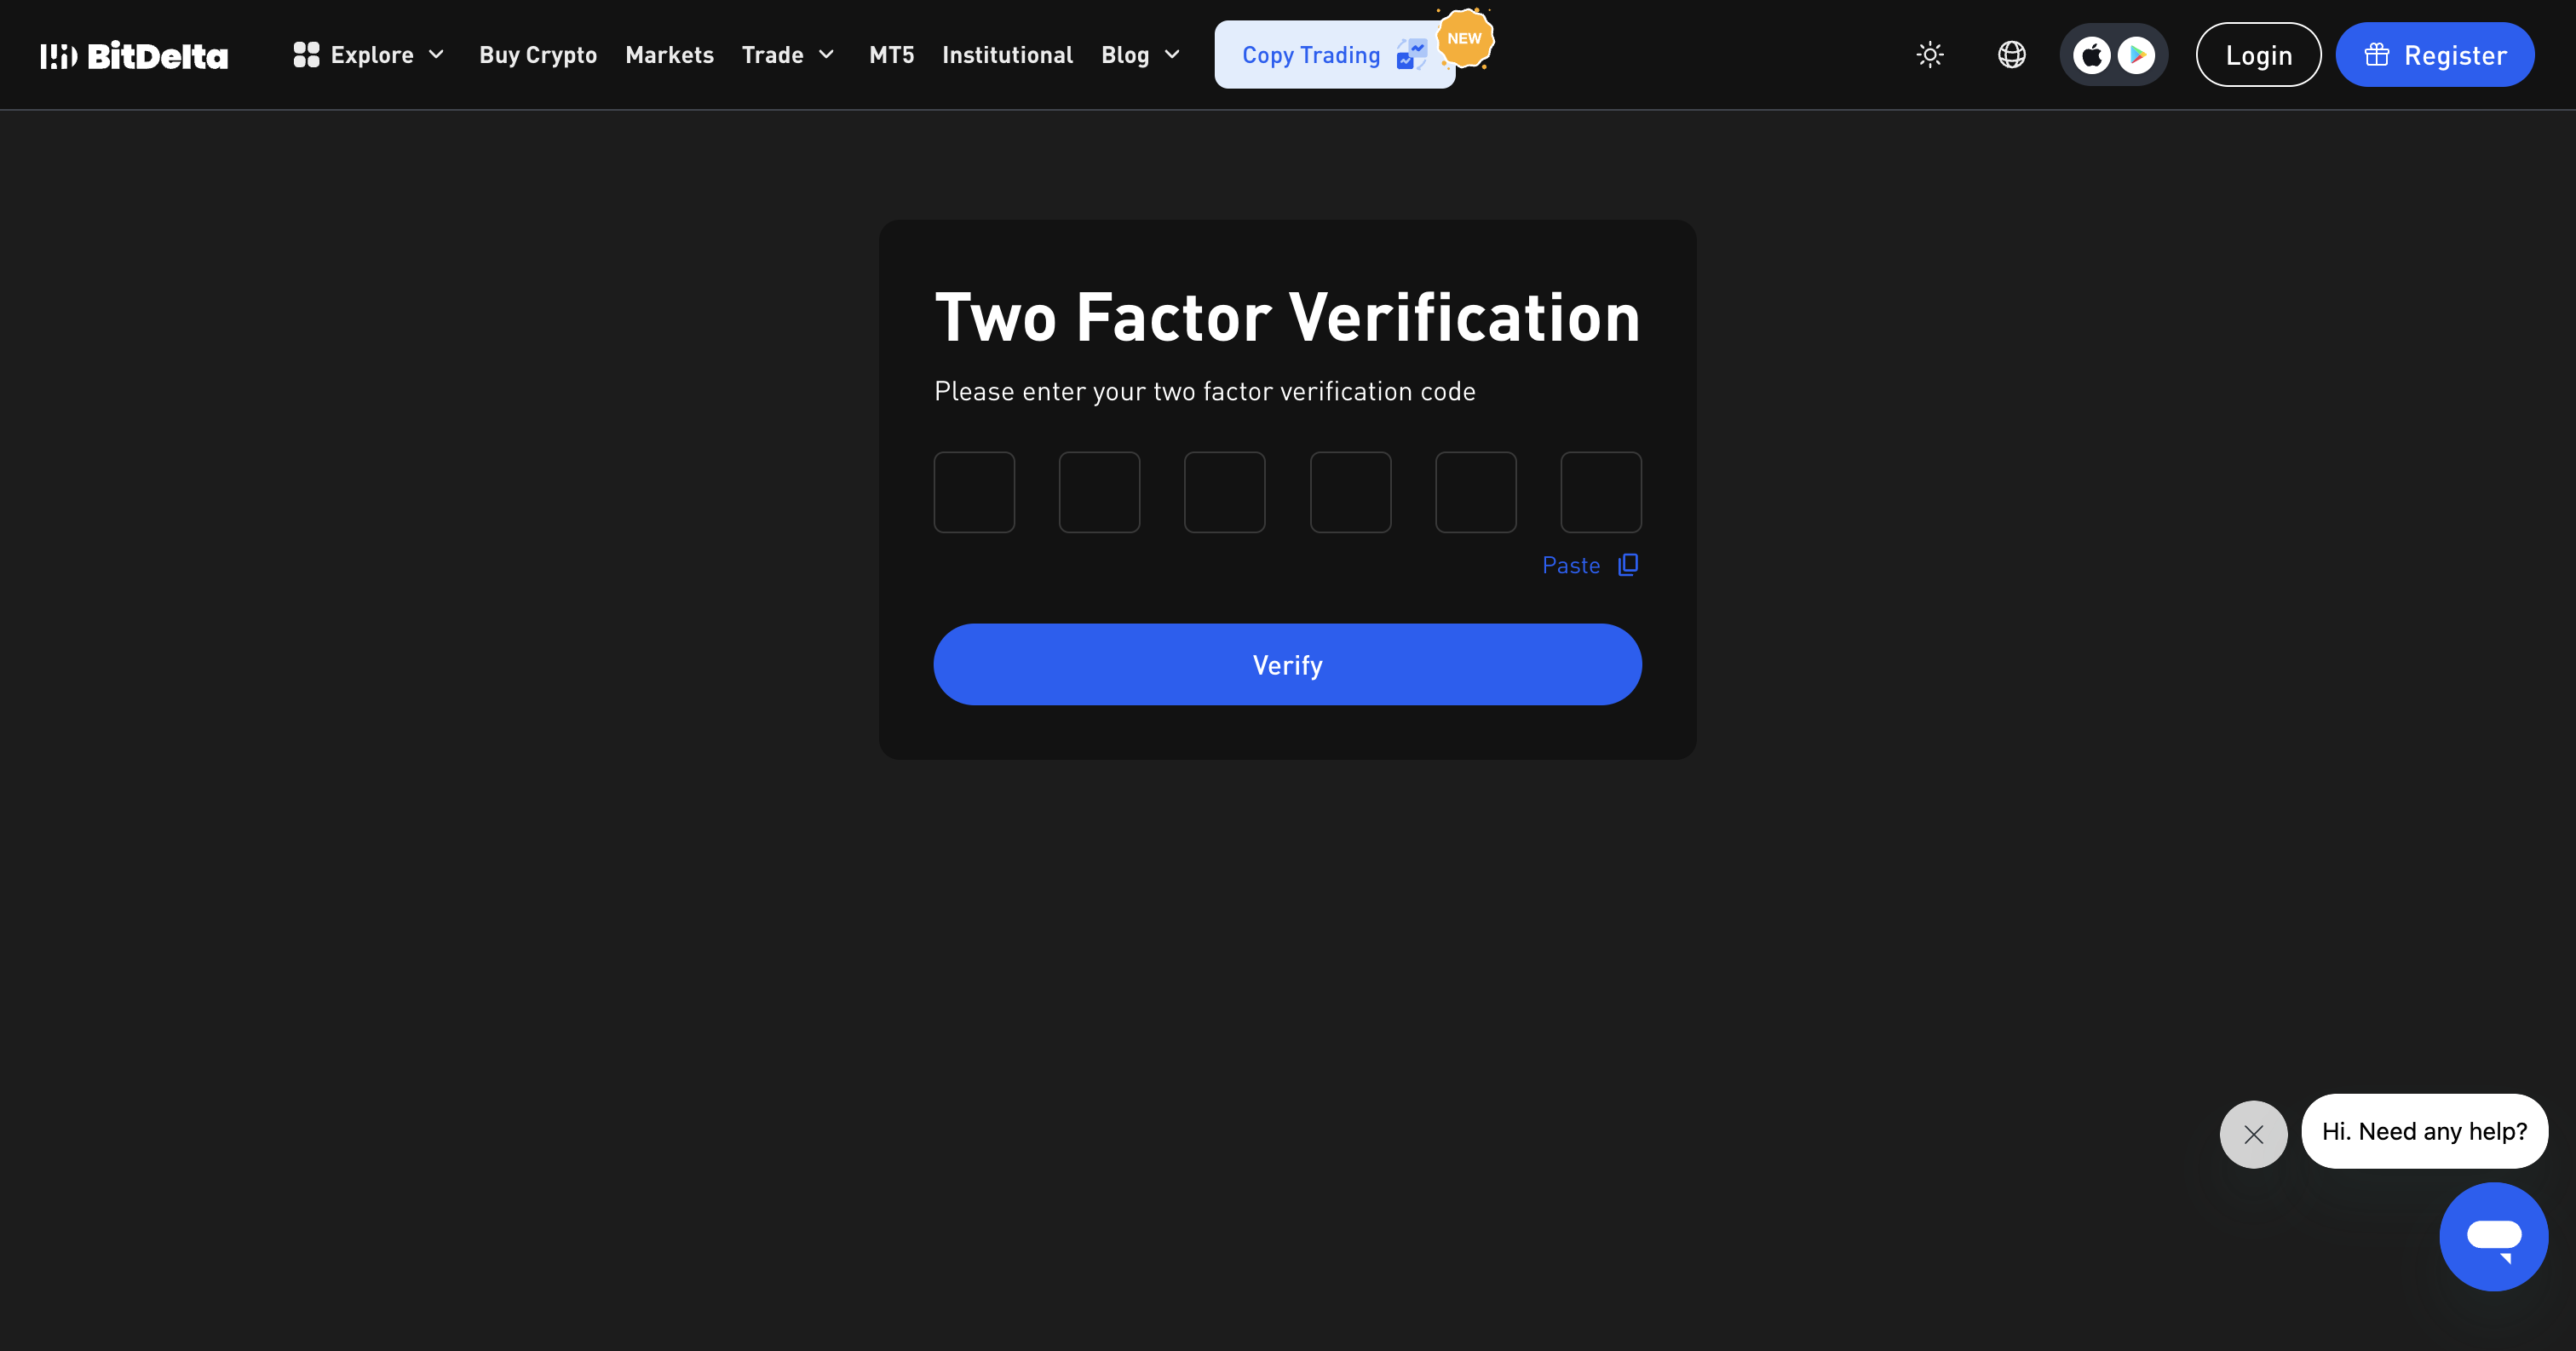 BitDelta Explore Buy Crypto Markets Trade MT5 Institutional Blog Copy Trading NEW Login Register
Two Factor Verification
Please enter your two factor verification code
Paste
Verify
Hi. Need any help?